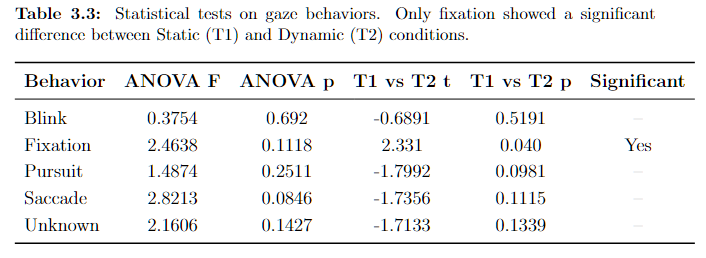 Table 3.3: Statistical tests on gaze behaviors. Only fixation showed a significant
difference between Static (T1) and Dynamic (T2) conditions.
Behavior ANOVA F ANOVA p T1 vs T2 t T1 vs T2 p Significant
Blink 0.3754 0.692 -0.6891 0.5191 –
Fixation 2.4638 0.1118 2.331 0.040 Yes
Pursuit 1.4874 0.2511 -1.7992 0.0981 –
Saccade 2.8213 0.0846 -1.7356 0.1115 –
Unknown 2.1606 0.1427 -1.7133 0.1339 –